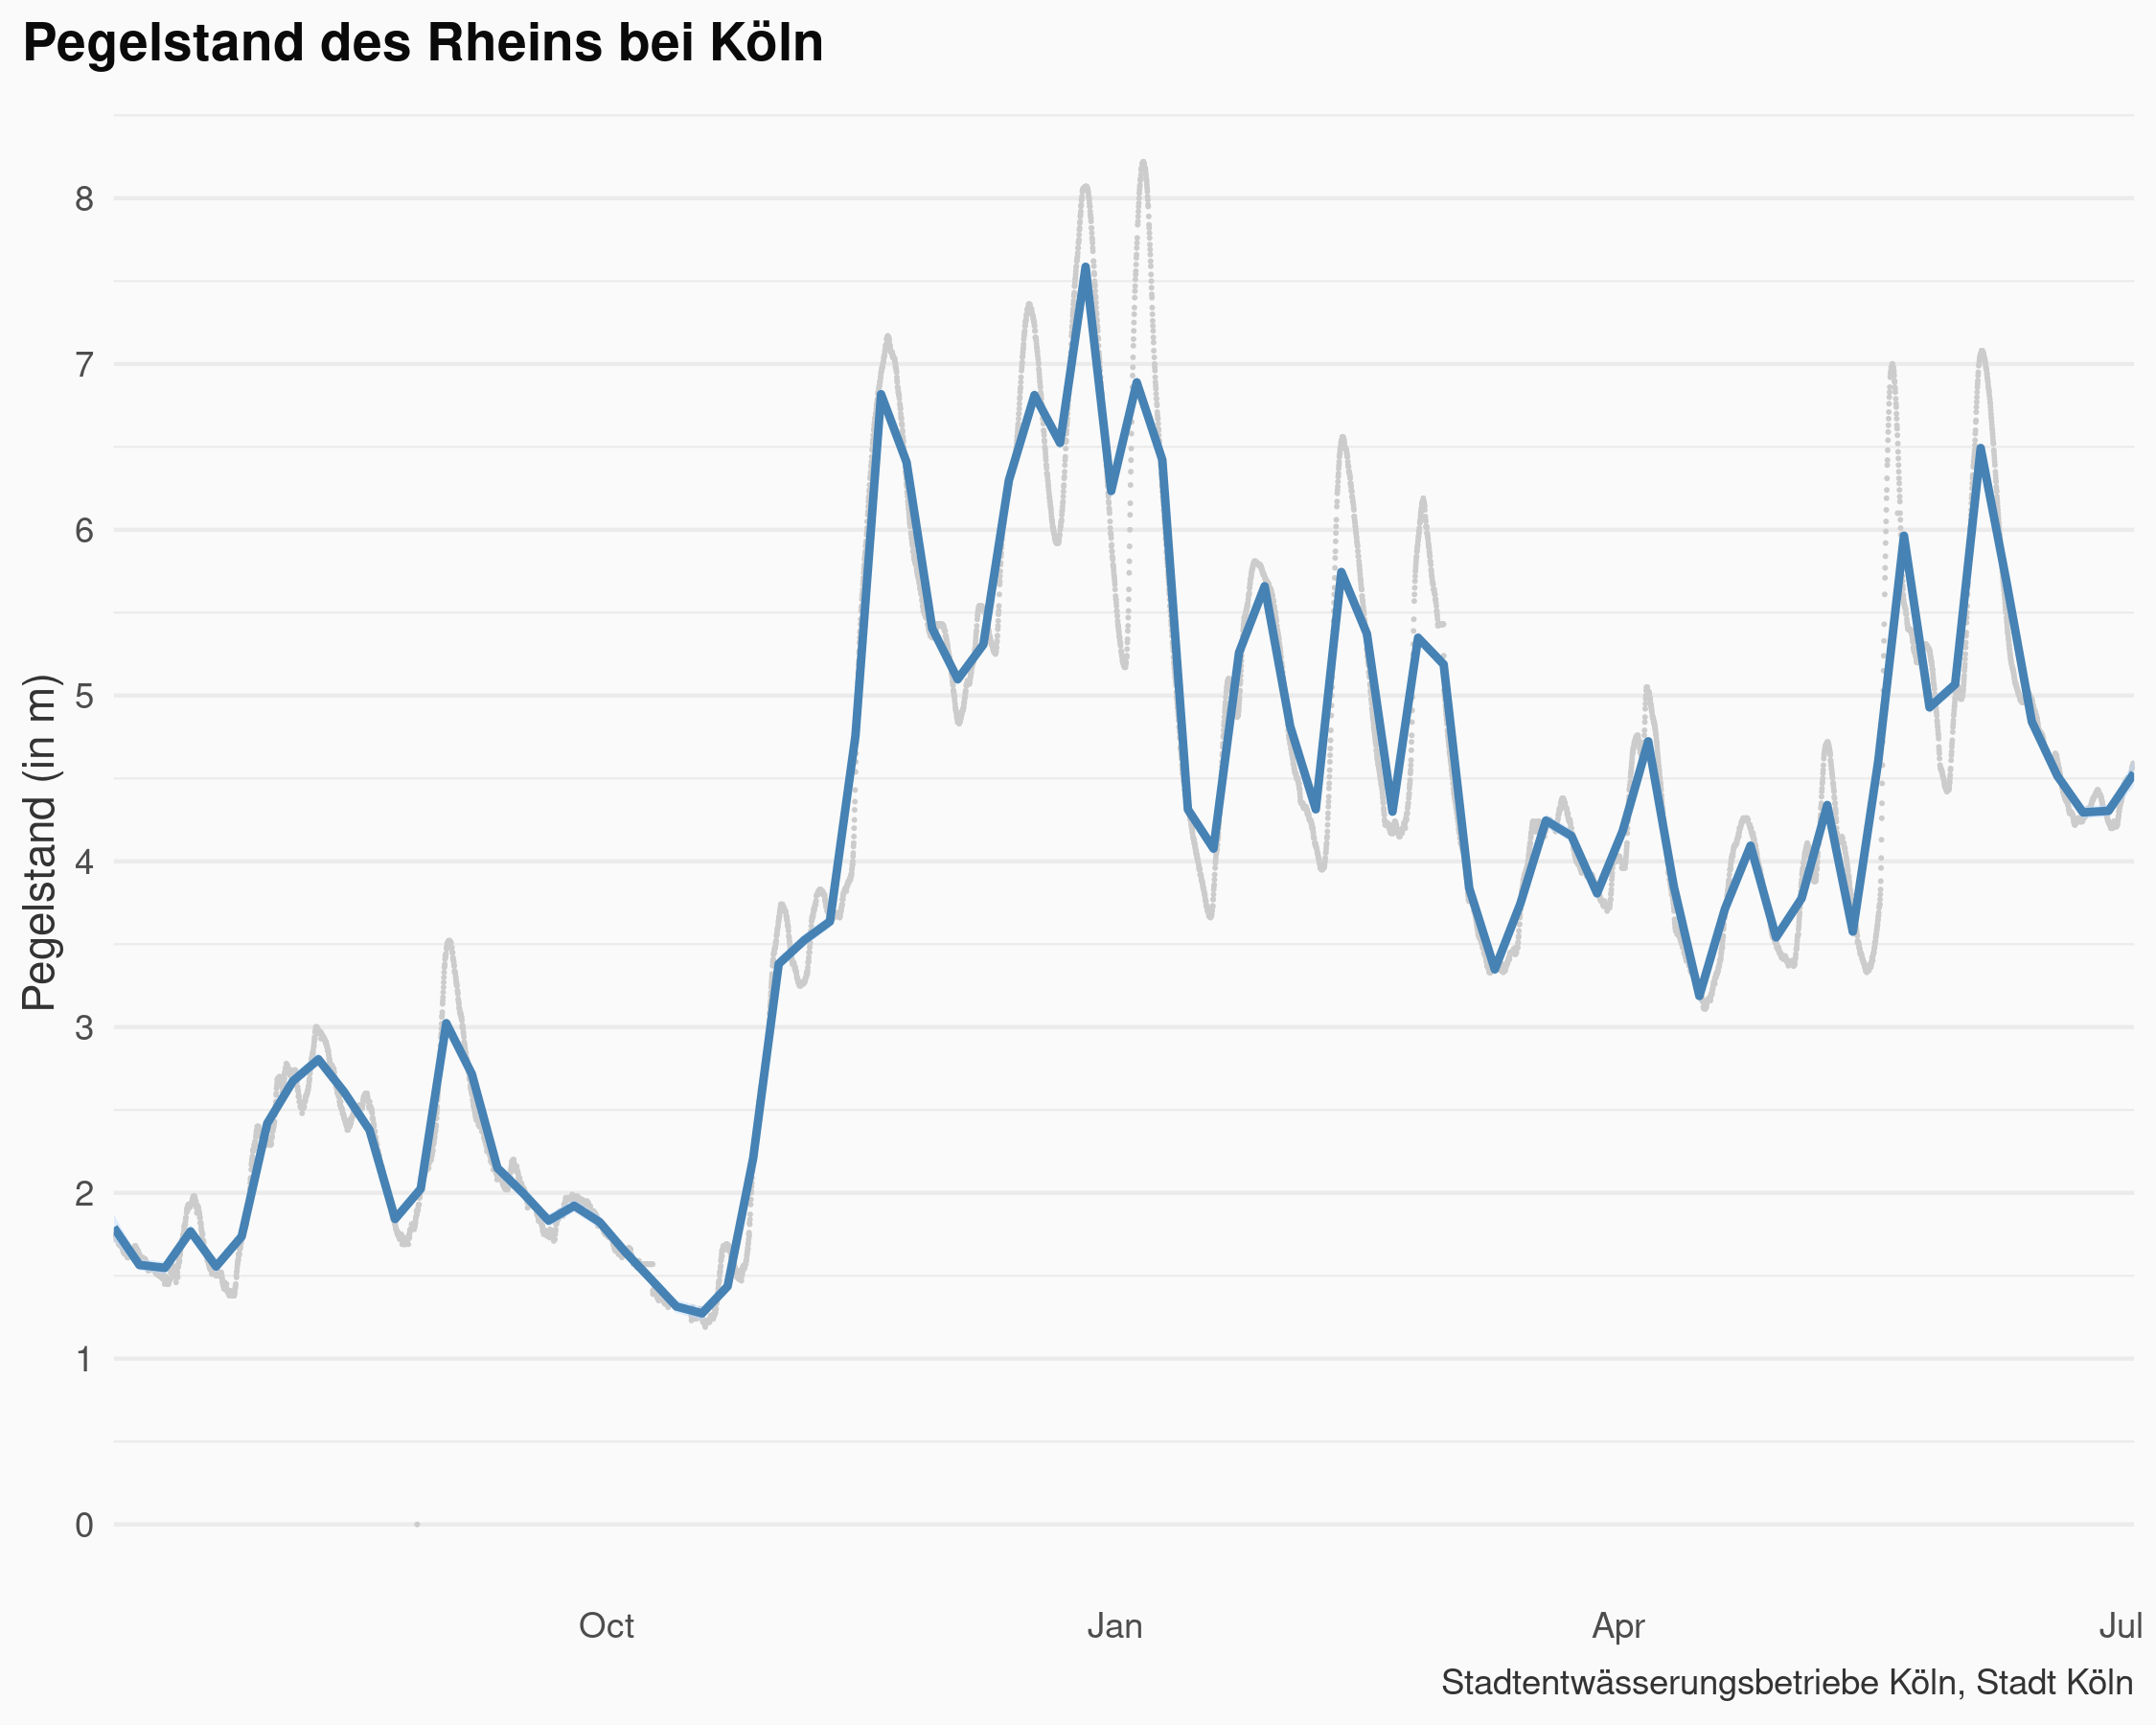 Pegelstand des Rheins bei Köln
Pegelstand (in m)
8
7
6
5
4
3
2
1
0
Oct Jan Apr Jul
Stadtentwässerungsbetriebe Köln, Stadt Köln